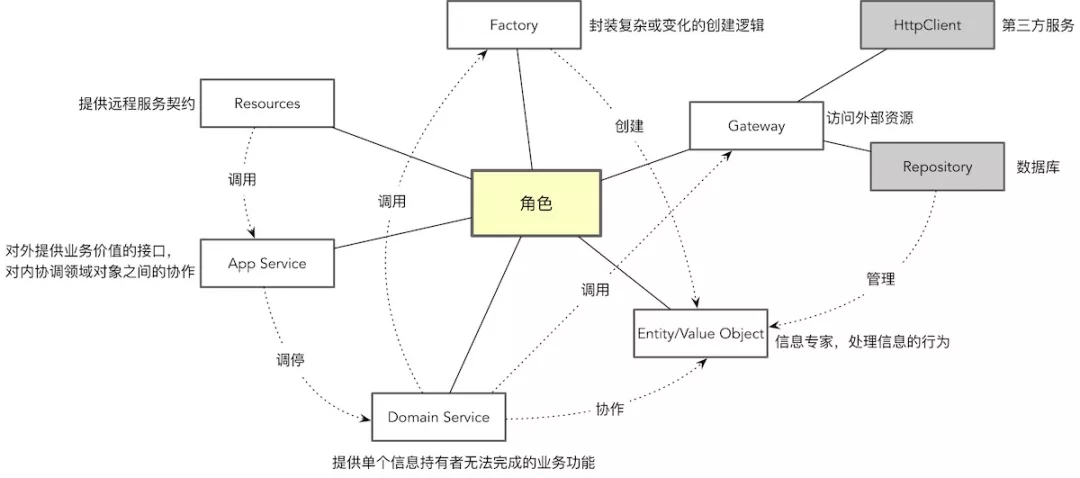 Factory
封装复杂或变化的创建逻辑
HttpClient
第三方服务
提供远程服务契约
Resources
Gateway
访问外部资源
创建
Repository
数据库
调用
调用
角色
对外提供业务价值的接口，
对内协调领域对象之间的协作
App Service
调用
管理
Entity/Value Object
信息专家，处理信息的行为
调停
Domain Service
协作
提供单个信息持有者无法完成的业务功能